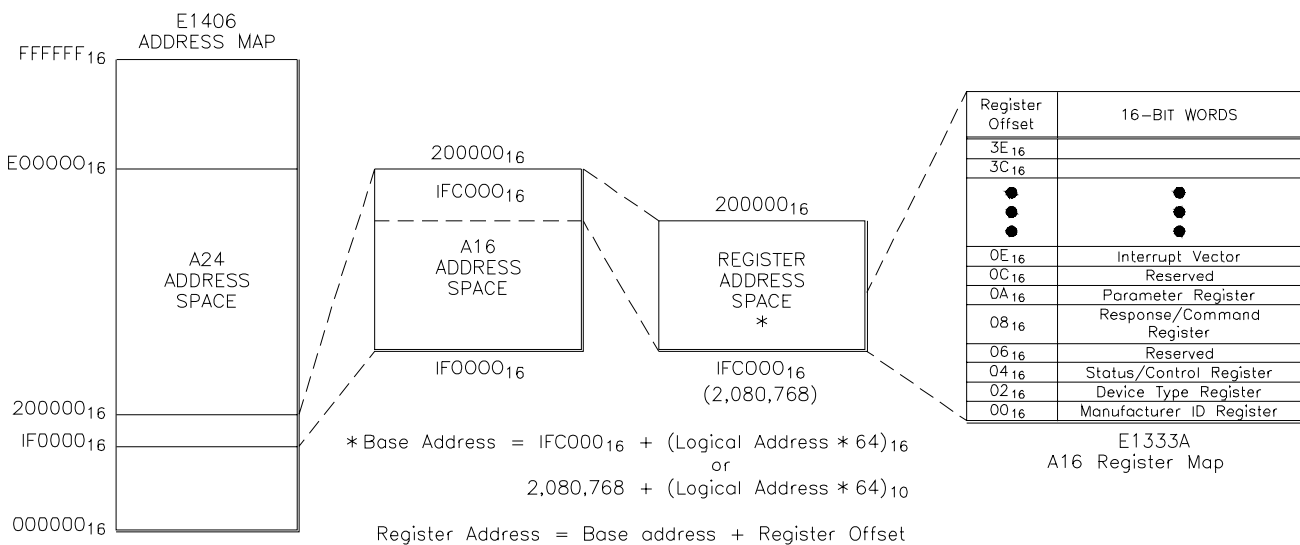 E1406
ADDRESS MAP
FFFFFF16
E0000016
A24
ADDRESS
SPACE
20000016
IF000016
00000016
20000016
IFC00016
A16
ADDRESS
SPACE
IF000016
20000016
REGISTER
ADDRESS
SPACE
*
IFC00016
(2,080,768)
*Base Address = IFC00016 + (Logical Address * 64)16
or
2,080,768 + (Logical Address * 64)10
Register Address = Base address + Register Offset
Register
Offset
16-BIT WORDS
3E16
3C16
0E16 Interrupt Vector
0C16 Reserved
0A16 Parameter Register
0816 Response/Command
Register
0616 Reserved
0416 Status/Control Register
0216 Device Type Register
0016 Manufacturer ID Register
E1333A
A16 Register Map